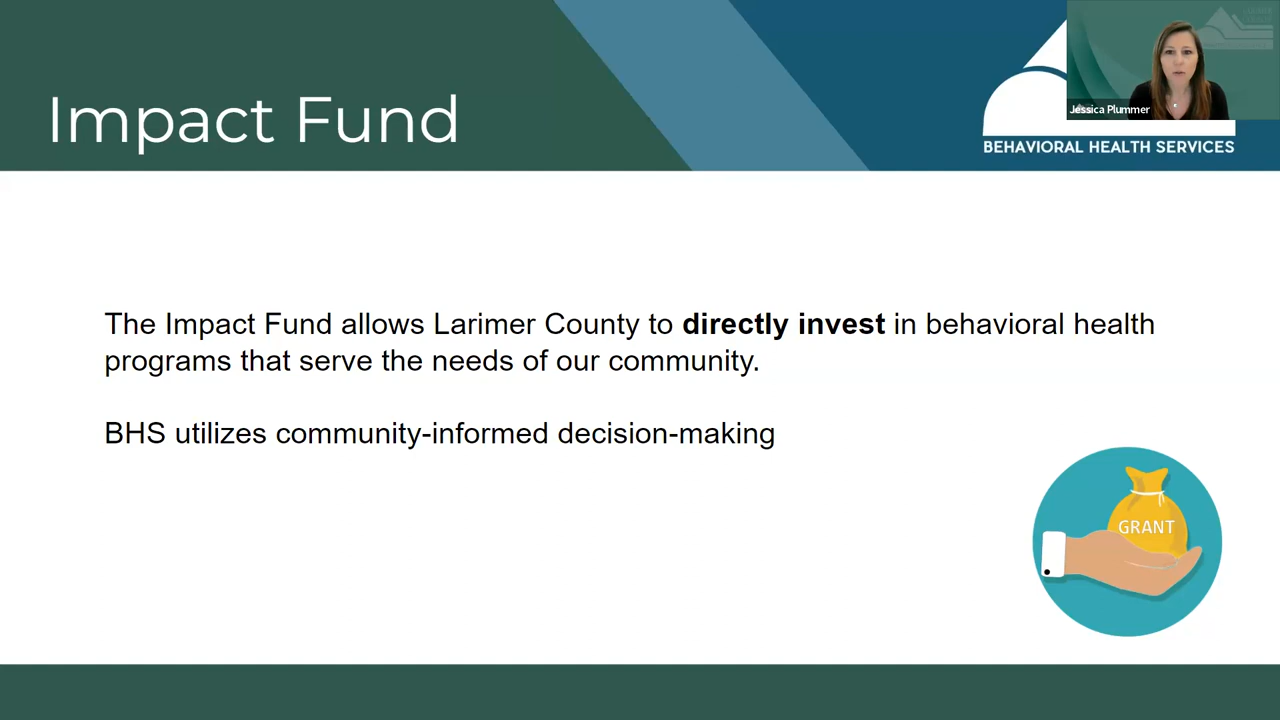 Impact Fund
Jessica Plummer
BEHAVIORAL HEALTH SERVICES
The Impact Fund allows Larimer County to directly invest in behavioral health
programs that serve the needs of our community.
BHS utilizes community-informed decision-making
GRANT